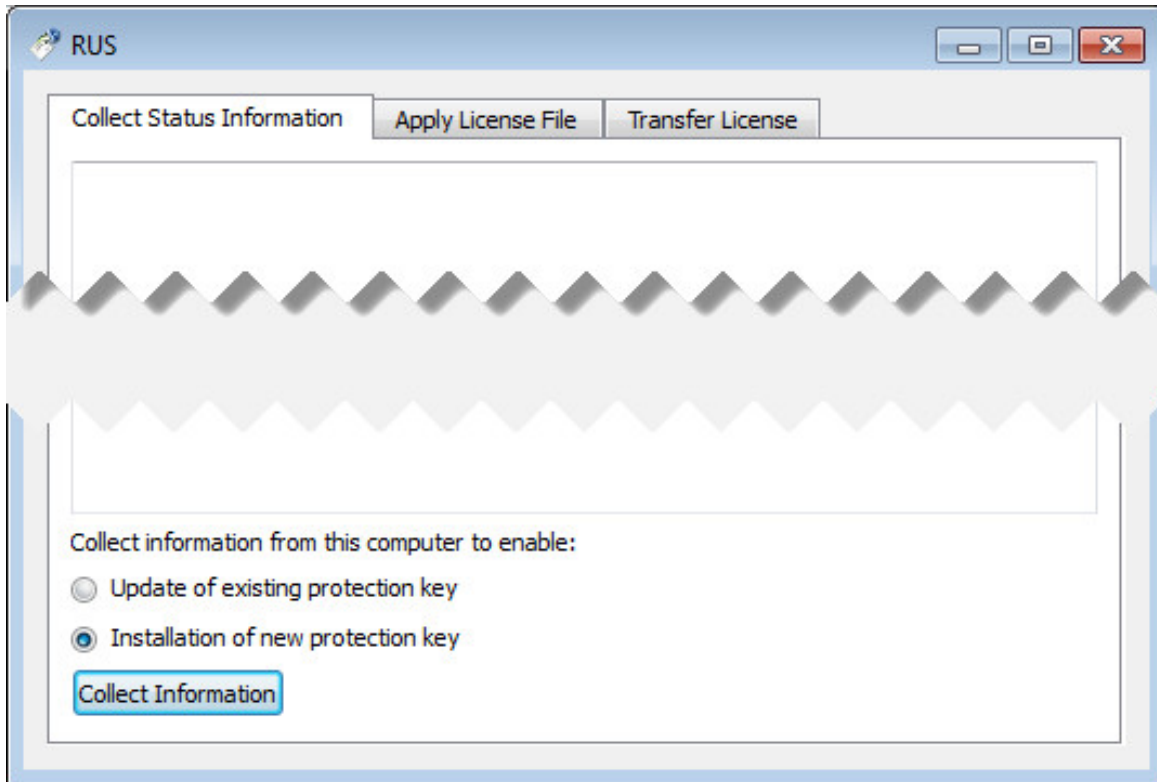 RUS
Collect Status Information Apply License File Transfer License
Collect information from this computer to enable:
Update of existing protection key
Installation of new protection key
Collect Information